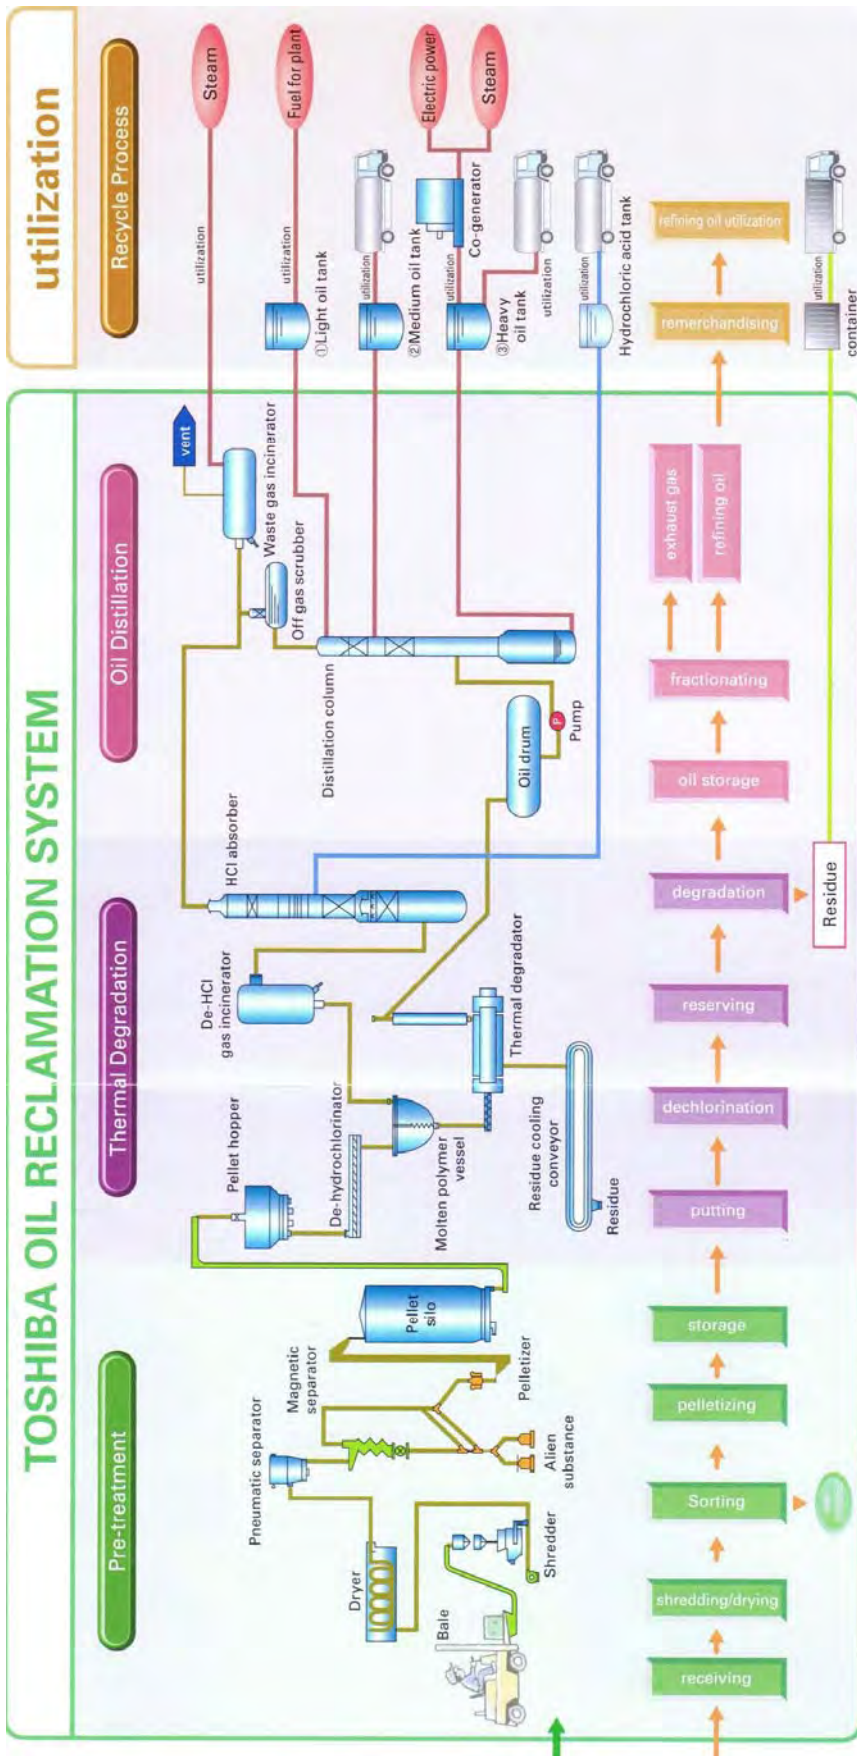 TOSHIBA OIL RECLAMATION SYSTEM
utilization
Pre-treatment
Thermal Degradation
Oil Distillation
Recycle Process
Bale
Shredder
Dryer
Pneumatic separator
Magnetic
separator
Alien
substance
Pelletizer
Pellet
silo
Pellet hopper
De-hydrochlorinator
Molten polymer
vessel
De-HCl
gas incinerator
HCl absorber
Thermal degradator
Residue cooling
conveyor
Residue
Oil drum
P
Pump
Distillation column
Off gas scrubber
Waste gas incinerator
vent
utilization
Steam
utilization
Fuel for plant
①Light oil tank
utilization
②Medium oil tank
utilization
Electric power
Steam
Co-generator
③Heavy
oil tank
utilization
Hydrochloric acid tank
utilization
container
receiving
shredding/drying
Sorting
pelletizing
storage
putting
dechlorination
reserving
degradation
Residue
oil storage
fractionating
exhaust gas
refining oil
remerchandising
refining oil utilization